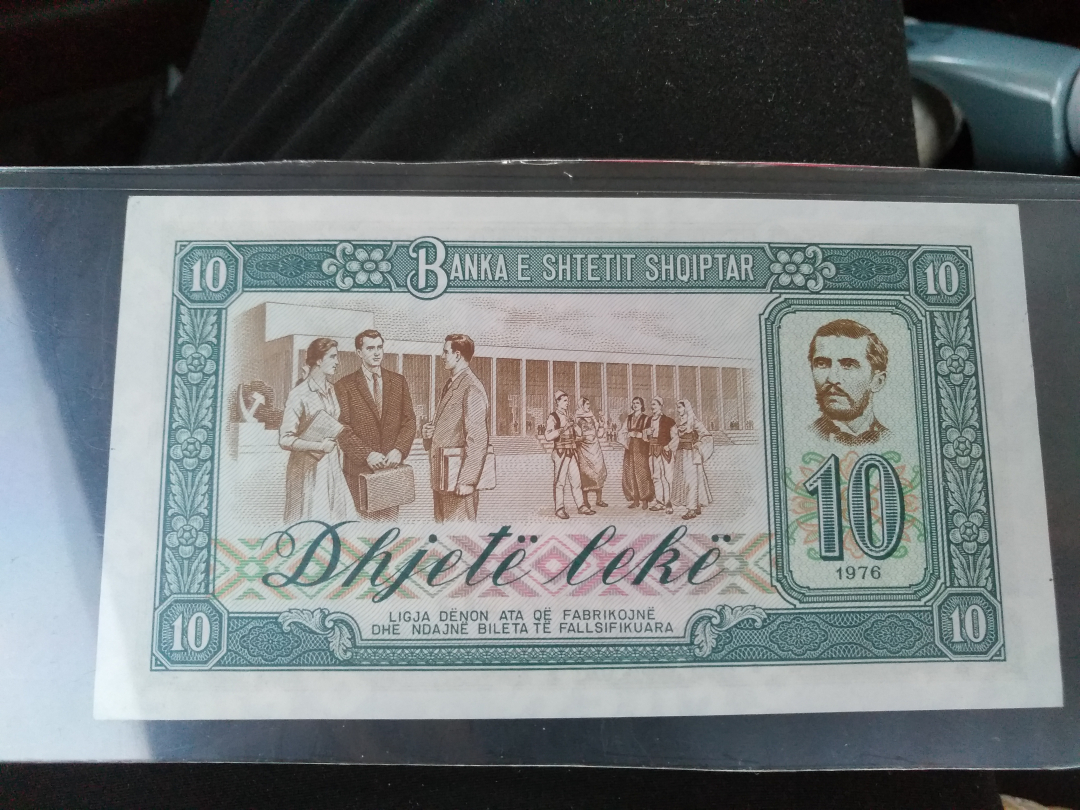 10 BANKA E SHTETIT SHQIPTAR 10
Dhjetë lekë
10
1976
LIGJA DËNON ATA QË FABRIKOJNË
DHE NDAJNË BILETA TË FALLSIFIKUARA
10 10